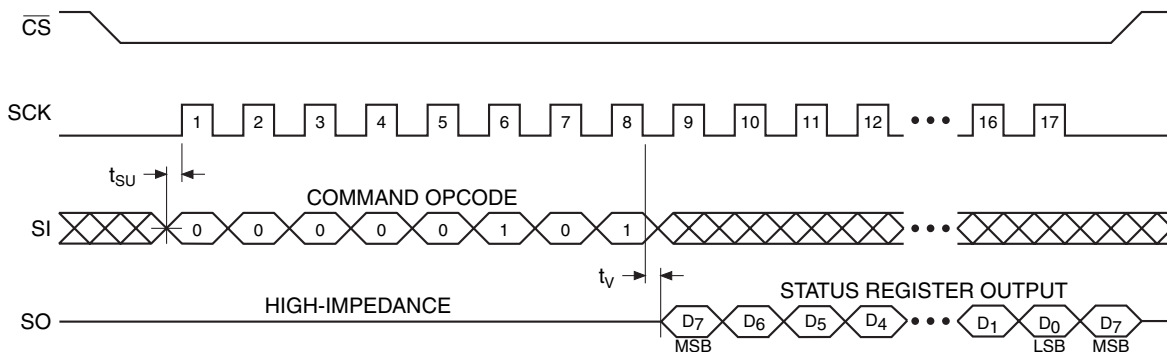 CS
SCK 1 2 3 4 5 6 7 8 9 10 11 12 ••• 16 17
tSU
COMMAND OPCODE
SI 0 0 0 0 0 1 0 1 •••
tV
HIGH-IMPEDANCE STATUS REGISTER OUTPUT
SO D7 D6 D5 D4 ••• D1 D0 D7
MSB LSB MSB